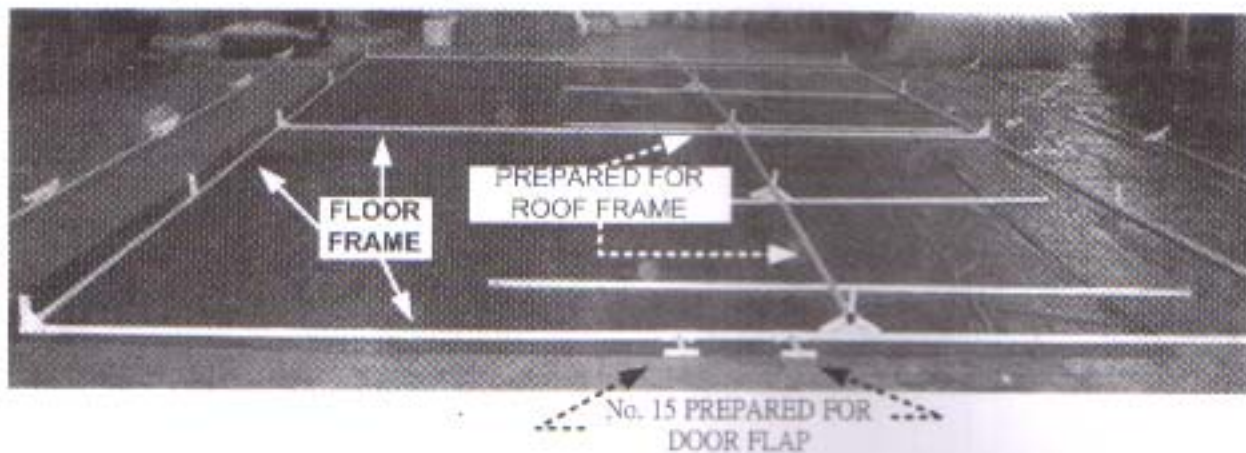 PREPARED FOR
ROOF FRAME
FLOOR
FRAME
No. 15 PREPARED FOR
DOOR FLAP